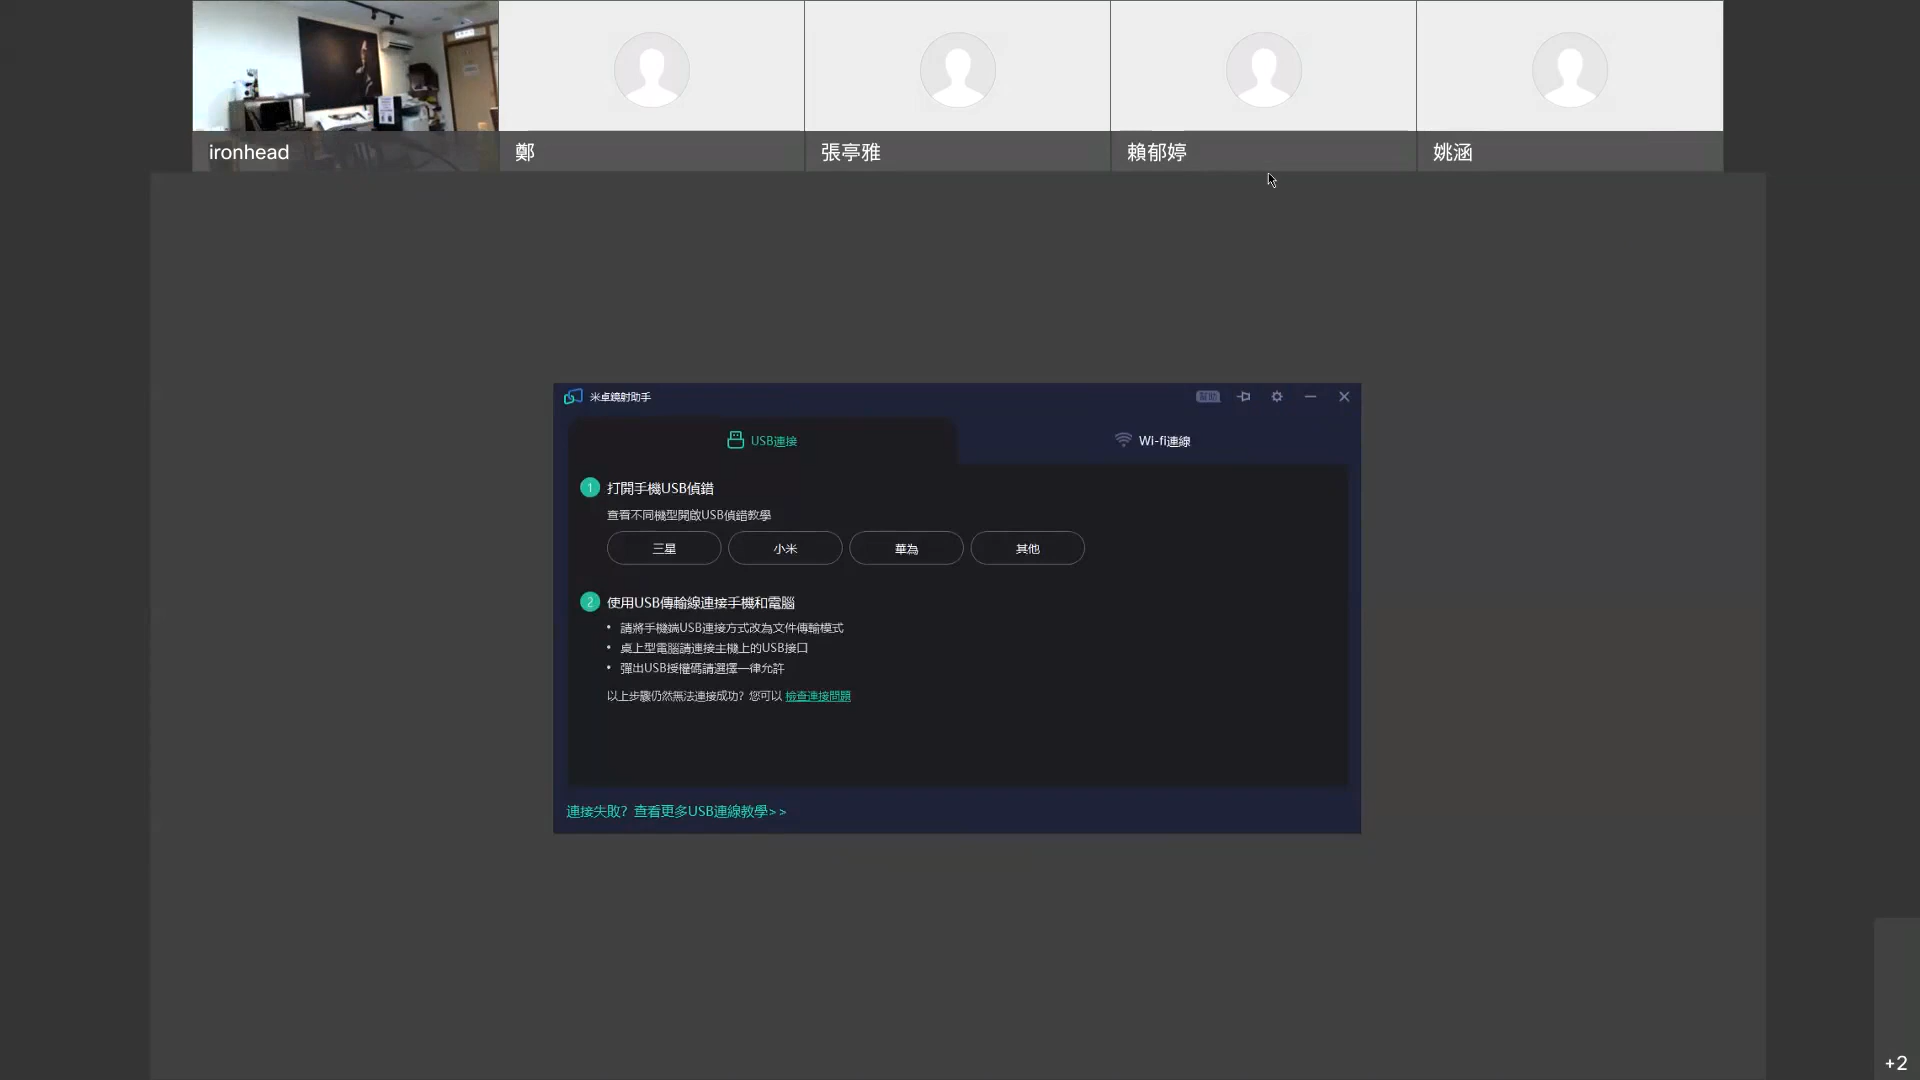 ironhead
鄭
張亭雅
賴郁婷
姚涵
米卓鏡射助手
幫助
USB連接
Wi-fi連線
1 打開手機USB偵錯
查看不同機型開啟USB偵錯教學
三星
小米
華為
其他
2 使用USB傳輸線連接手機和電腦
• 請將手機端USB連接方式改為文件傳輸模式
• 桌上型電腦請連接主機上的USB接口
• 彈出USB授權碼請選擇一律允許
以上步驟仍然無法連接成功? 您可以 檢查連接問題
連接失敗? 查看更多USB連線教學>>
+2